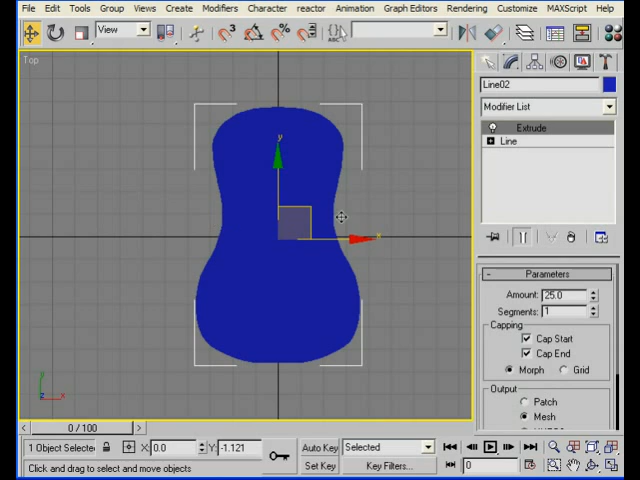 File Edit Tools Group Views Create Modifiers Character reactor Animation Graph Editors Rendering Customize MAXScript Help
View
3
%
ABC
Top
Line02
Modifier List
Extrude
Line
y
x
Parameters
Amount: 25.0
Segments: 1
Capping
Cap Start
Cap End
Morph Grid
Output
Patch
Mesh
y
z x
< 0 / 100 >
1 Object Selected X: 0.0 Y: -1.121 Auto Key Selected
Click and drag to select and move objects Set Key Key Filters... 0